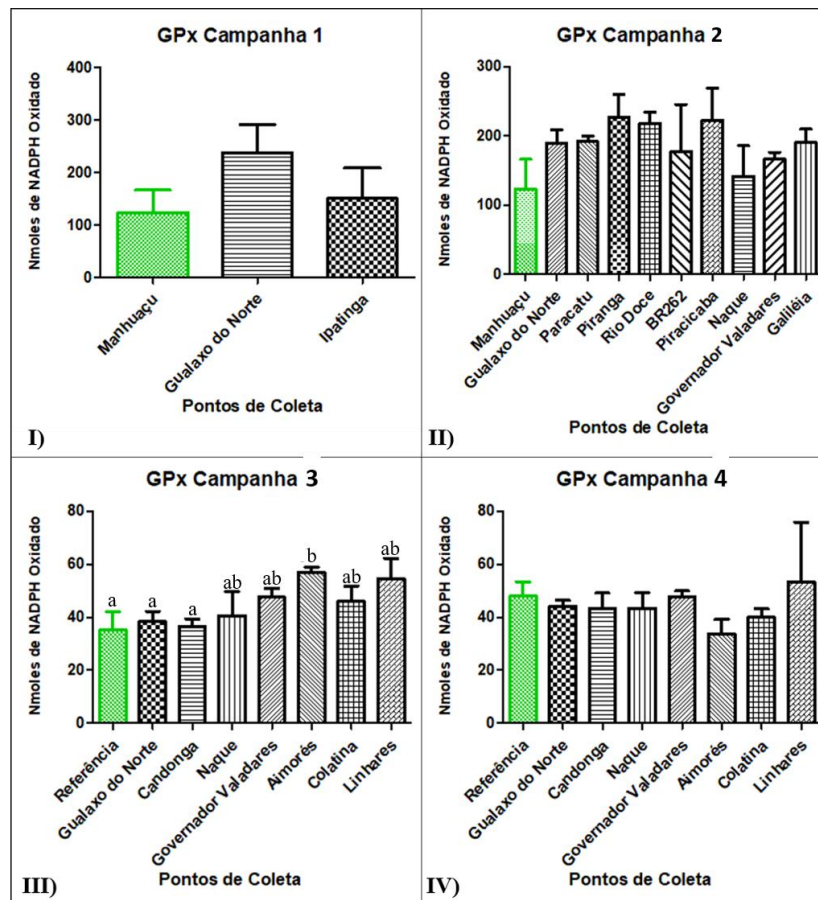 GPx Campanha 1
Nmoles de NADPH Oxidado
400
300
200
100
0
Manhuaçu
Gualaxo do Norte
Ipatinga
Pontos de Coleta
I)
GPx Campanha 2
Nmoles de NADPH Oxidado
300
200
100
0
Manhuaçu
Gualaxo do Norte
Paracatu
Piranga
Rio Doce
BR262
Piracicaba
Naque
Governador Valadares
Galiléia
Pontos de Coleta
II)
GPx Campanha 3
Nmoles de NADPH Oxidado
80
60
40
20
0
a
a
a
ab
ab
b
ab
ab
Referência
Gualaxo do Norte
Candonga
Naque
Governador Valadares
Aimorés
Colatina
Linhares
Pontos de Coleta
III)
GPx Campanha 4
Nmoles de NADPH Oxidado
80
60
40
20
0
Referência
Gualaxo do Norte
Candonga
Naque
Governador Valadares
Aimorés
Colatina
Linhares
Pontos de Coleta
IV)